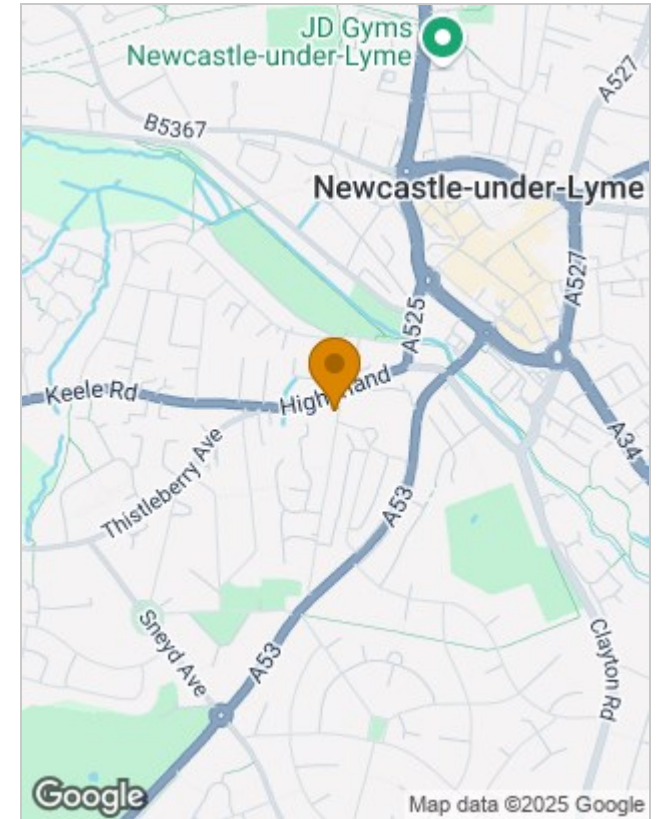 JD Gyms
Newcastle-under-Lyme
A527
B5367
Newcastle-under-Lyme
A527
A525
Keele Rd
A34
Thistleberry Ave
A53
Sneyd Ave
A53
Clayton Rd
Google
Map data ©2025 Google